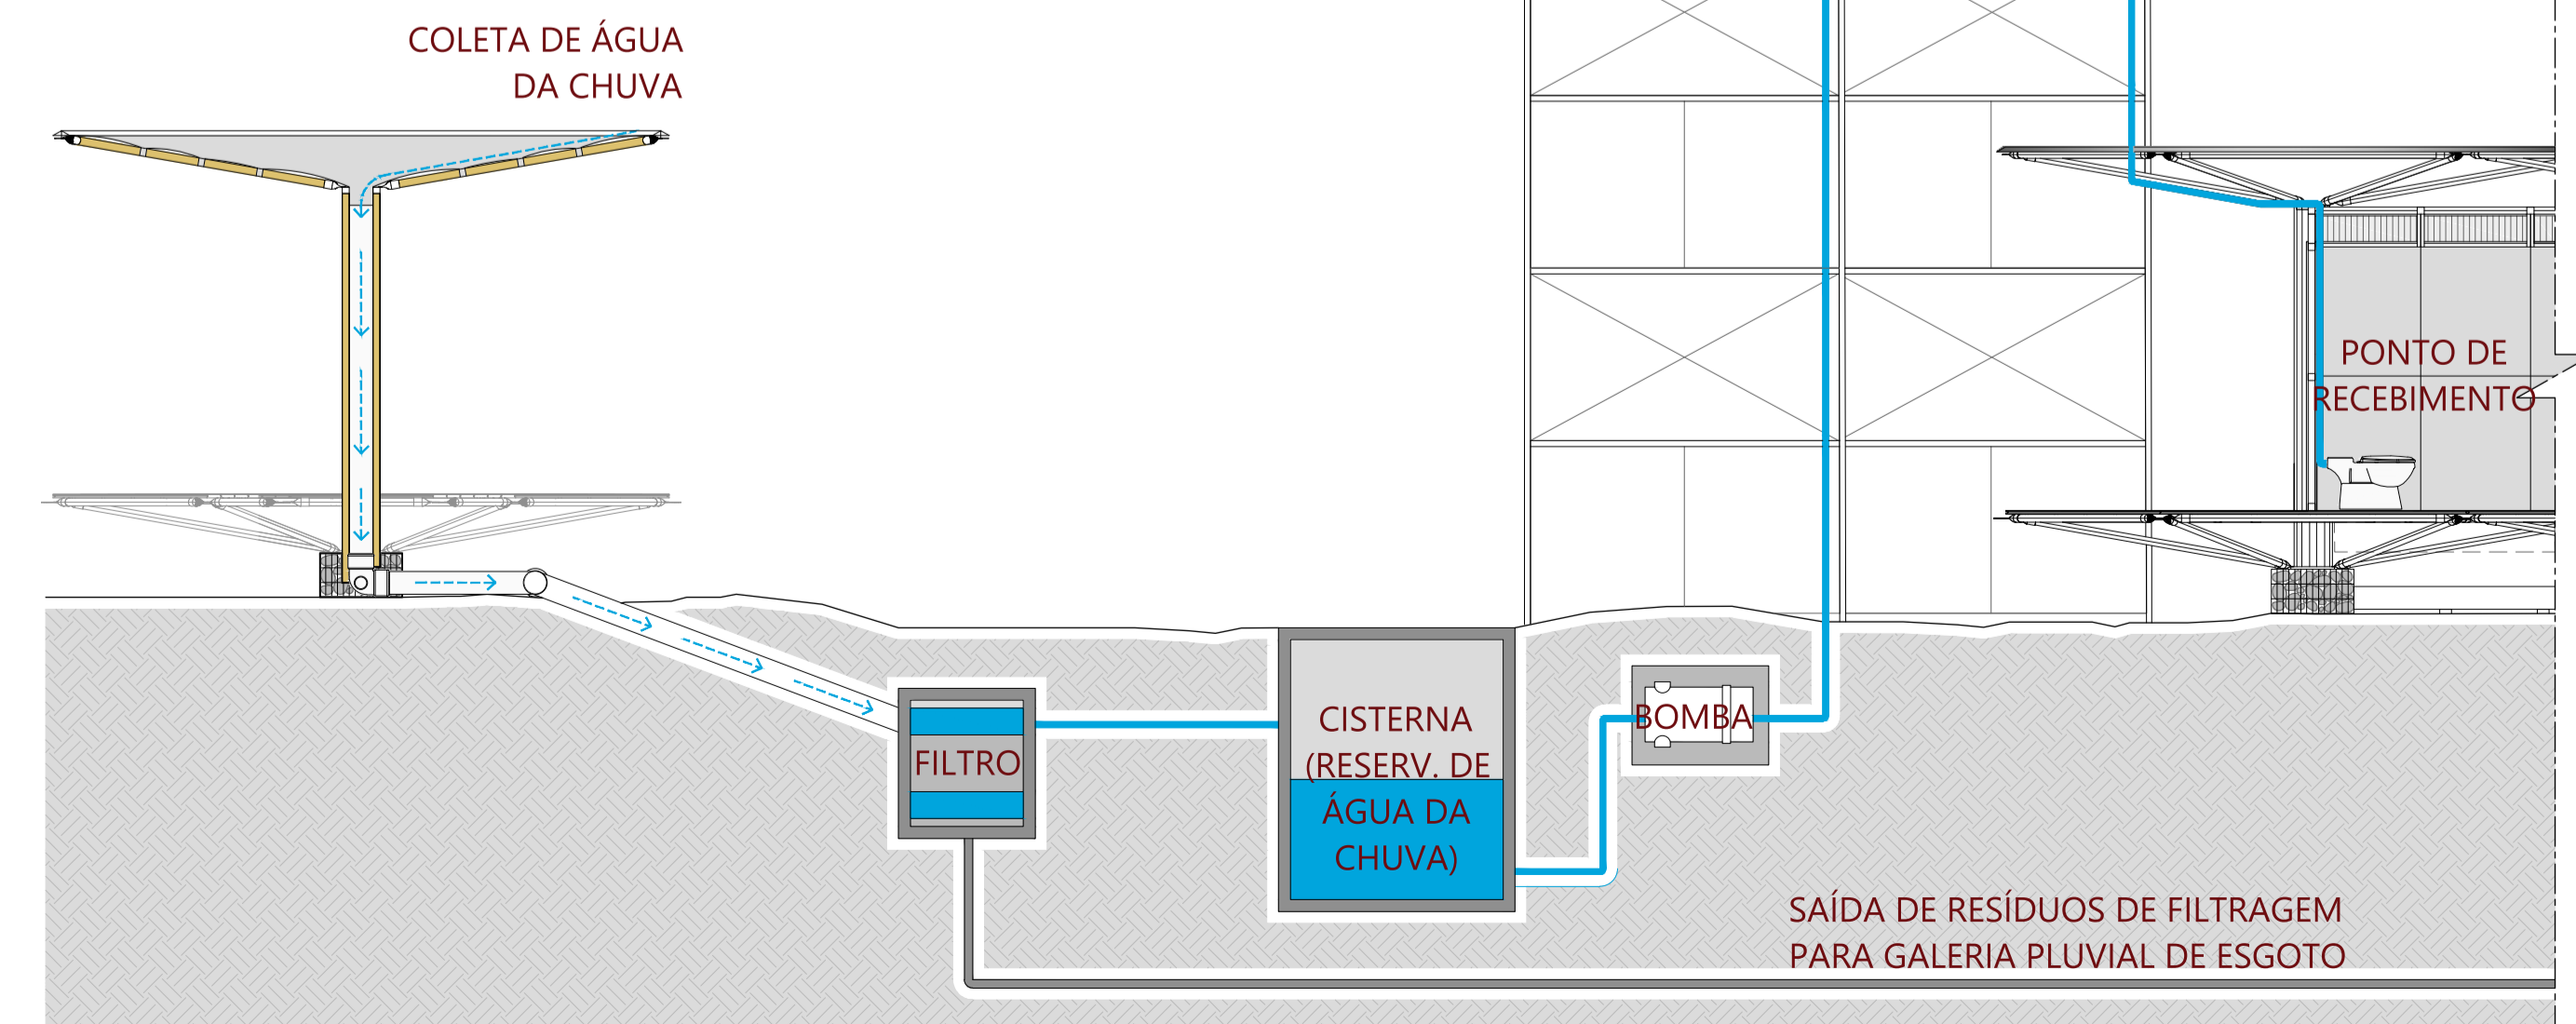 COLETA DE ÁGUA
DA CHUVA
PONTO DE
RECEBIMENTO
FILTRO
CISTERNA
(RESERV. DE
ÁGUA DA
CHUVA)
BOMBA
SAÍDA DE RESÍDUOS DE FILTRAGEM
PARA GALERIA PLUVIAL DE ESGOTO